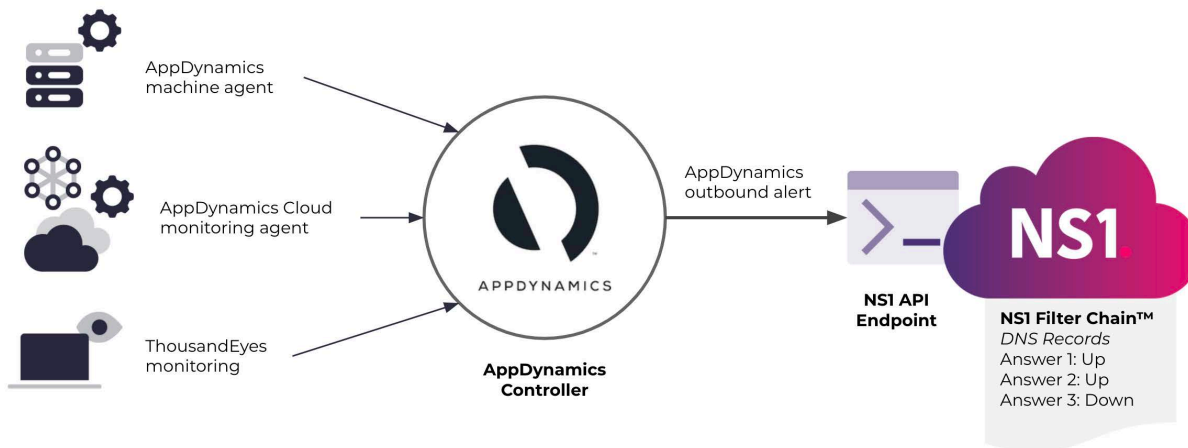 AppDynamics
machine agent
AppDynamics Cloud
monitoring agent
ThousandEyes
monitoring
APPDYNAMICS
™
AppDynamics
Controller
AppDynamics
outbound alert
NS1 API
Endpoint
NS1.
NS1 Filter Chain™
DNS Records
Answer 1: Up
Answer 2: Up
Answer 3: Down